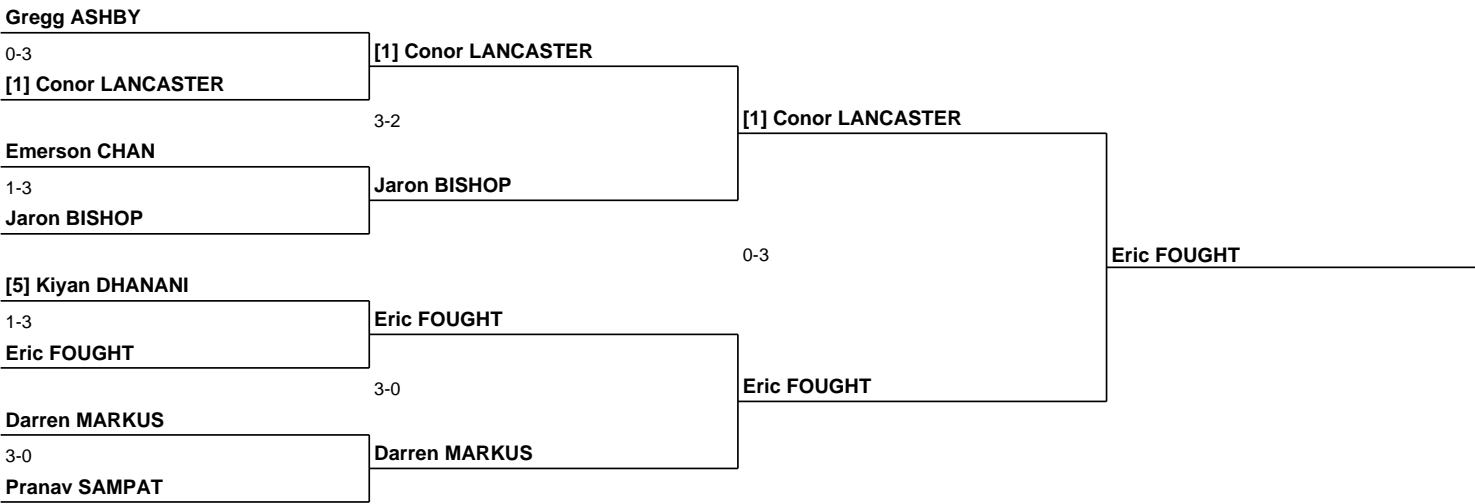 Gregg ASHBY
0-3
[1] Conor LANCASTER
[1] Conor LANCASTER
3-2
[1] Conor LANCASTER
Emerson CHAN
1-3
Jaron BISHOP
Jaron BISHOP
0-3
Eric FOUGHT
[5] Kiyan DHANANI
1-3
Eric FOUGHT
Eric FOUGHT
3-0
Eric FOUGHT
Darren MARKUS
3-0
Darren MARKUS
Pranav SAMPAT